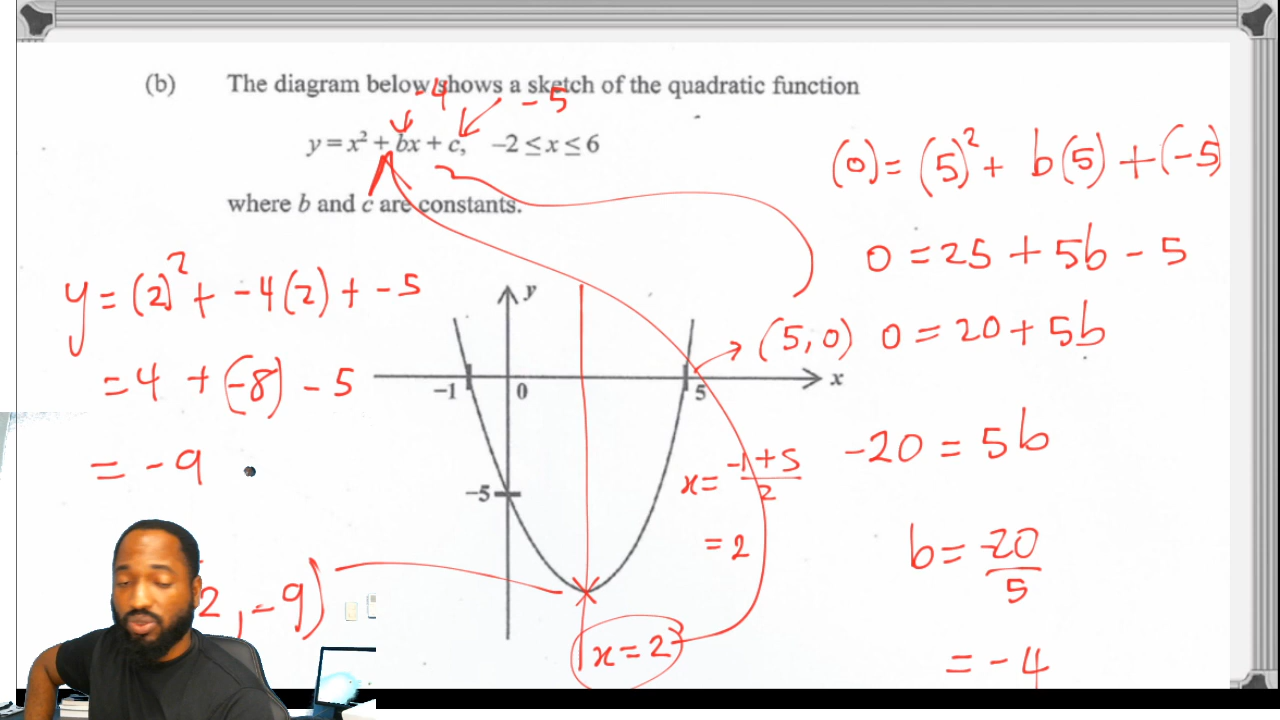 (b) The diagram below shows a sketch of the quadratic function
-4 -5
y = x² + bx + c, -2 ≤ x ≤ 6
where b and c are constants.
(0) = (5)² + b(5) + (-5)
0 = 25 + 5b - 5
0 = 20 + 5b
-20 = 5b
b = -20/5
= -4
y = (2)² + -4(2) + -5
= 4 + (-8) - 5
= -9
2, -9)
y
(5, 0)
-1 0 5 x
-5
x = -1+5/2
= 2
x = 2